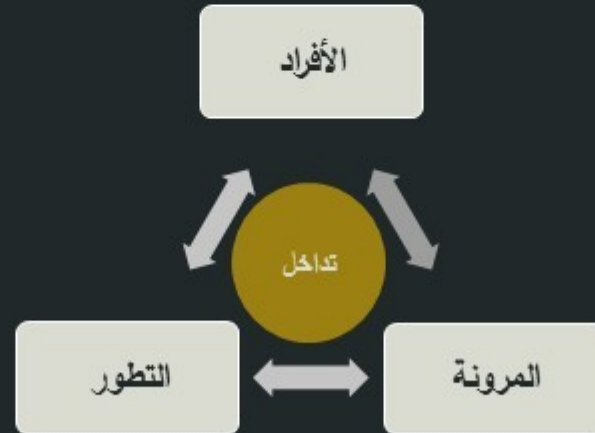 الأفراد
تداخل
المرونة
التطور